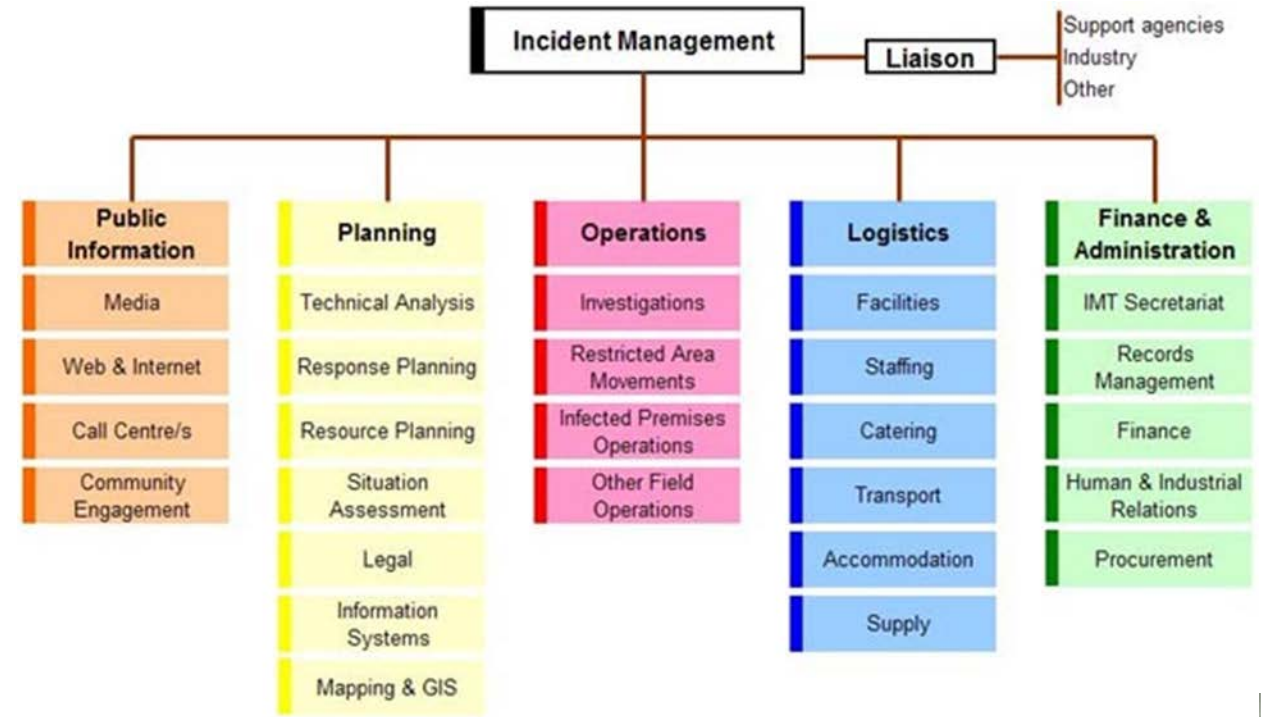 Incident Management
Liaison
Support agencies
Industry
Other
Public
Information
Media
Web & Internet
Call Centre/s
Community
Engagement
Planning
Technical Analysis
Response Planning
Resource Planning
Situation
Assessment
Legal
Information
Systems
Mapping & GIS
Operations
Investigations
Restricted Area
Movements
Infected Premises
Operations
Other Field
Operations
Logistics
Facilities
Staffing
Catering
Transport
Accommodation
Supply
Finance &
Administration
IMT Secretariat
Records
Management
Finance
Human & Industrial
Relations
Procurement